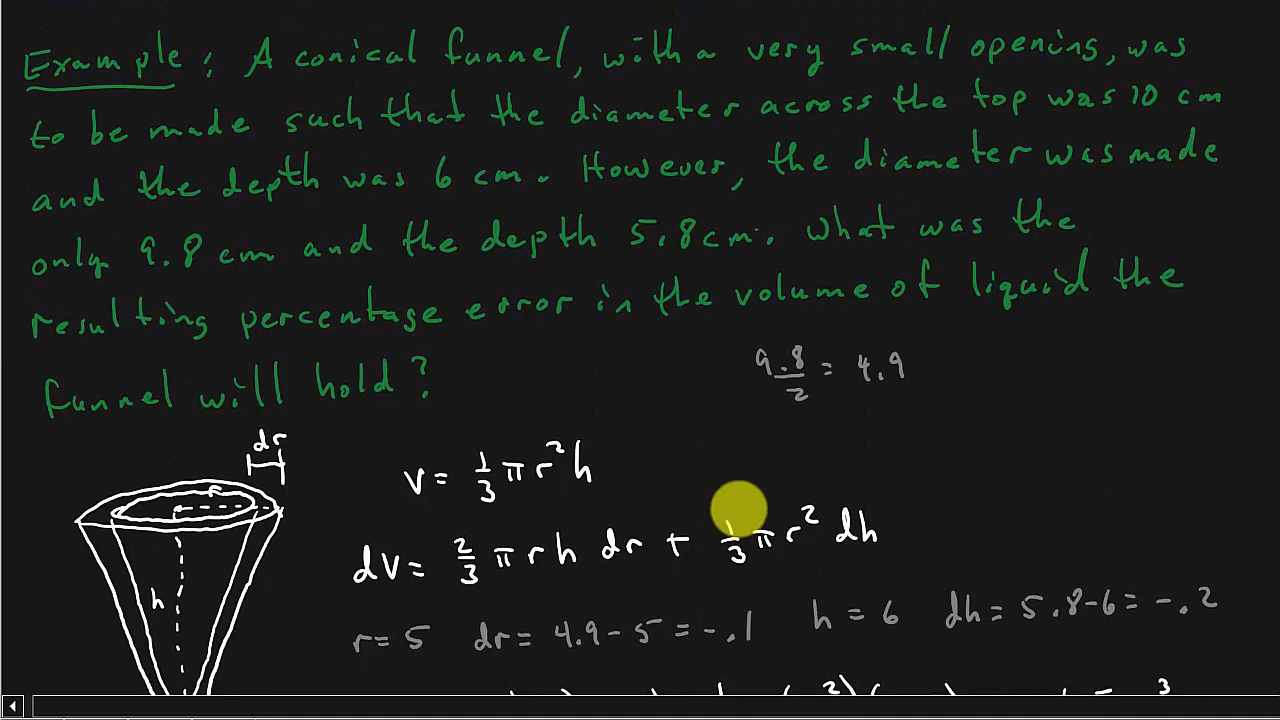 Example: A conical funnel, with a very small opening, was
to be made such that the diameter across the top was 10 cm
and the depth was 6 cm. However, the diameter was made
only 9.8 cm and the depth 5.8 cm. What was the
resulting percentage error in the volume of liquid the
funnel will hold?
9.8/2 = 4.9
dr
r
h
V = 1/3 π r² h
dV = 2/3 π r h dr + 1/3 π r² dh
r = 5 dr = 4.9 - 5 = -.1 h = 6 dh = 5.8 - 6 = -.2